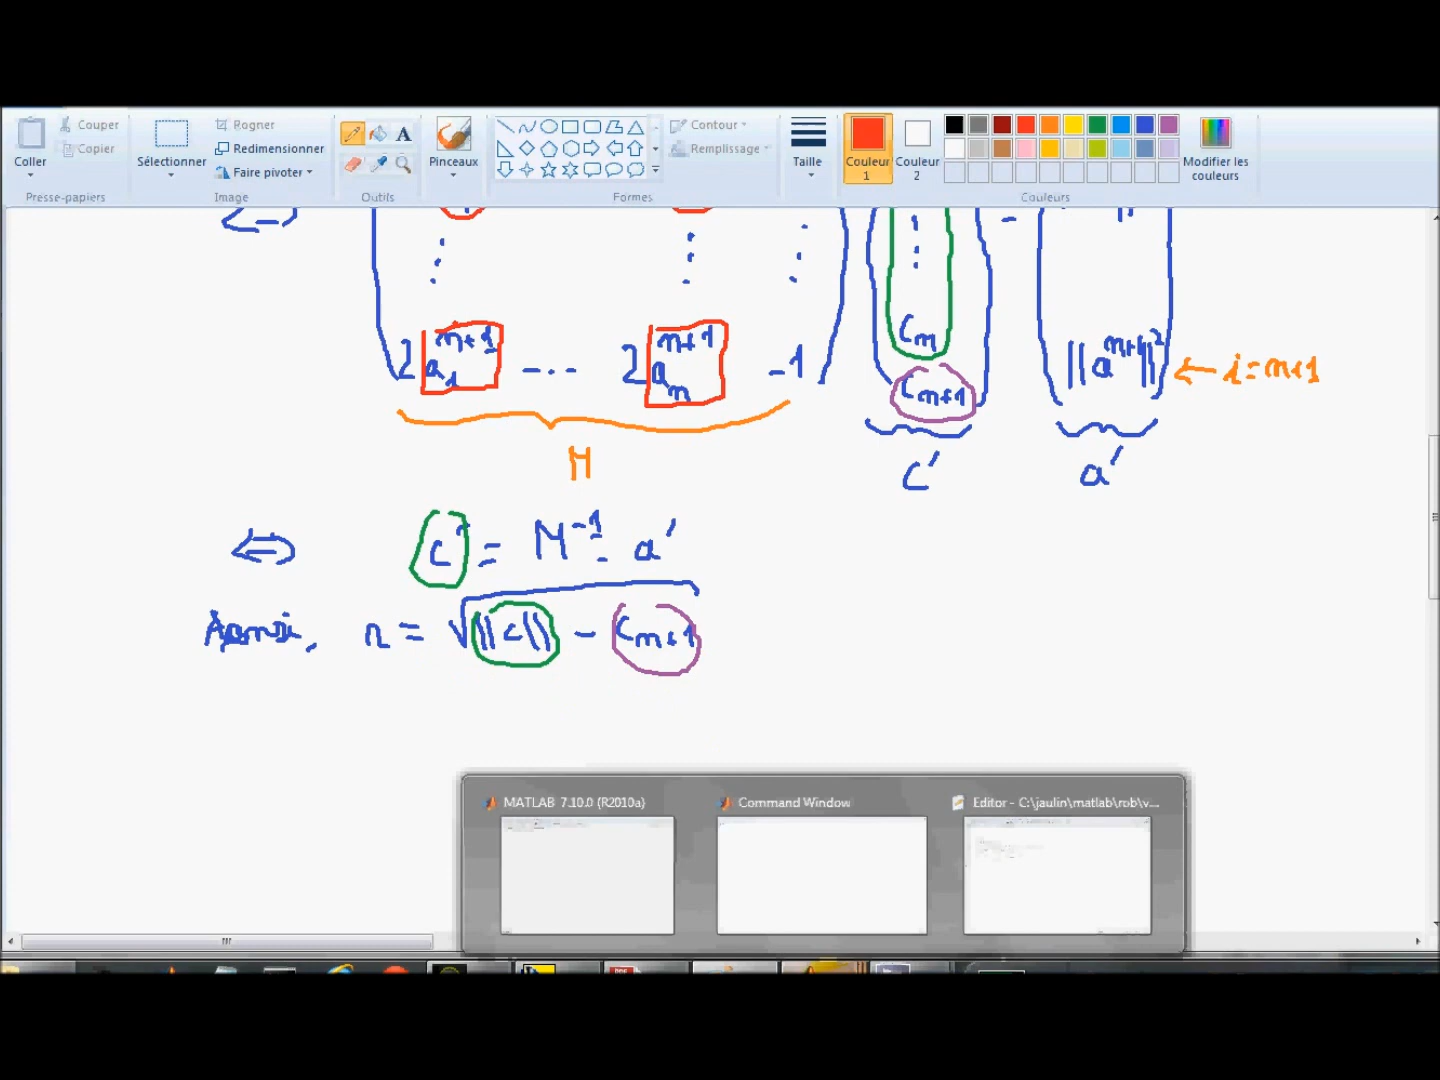 Coller
Couper
Copier
Presse-papiers
Sélectionner
Rogner
Redimensionner
Faire pivoter
Image
A
Outils
Pinceaux
Contour
Remplissage
Formes
Taille
Couleur 1
Couleur 2
Modifier les couleurs
Couleurs
⇔ =
2 a₁ᵐ⁺¹ ---- 2 aₘᵐ⁺¹ -1 cₘ cₘ₊₁ ||aᵐ⁺¹||² ← i=m+1
M c' a'
⇔ c' = M⁻¹ . a'
r = √(||c|| - cₘ₊₁)
MATLAB 7.10.0 (R2010a)
Command Window
Editor - C:\jaulin\matlab\rob\v...